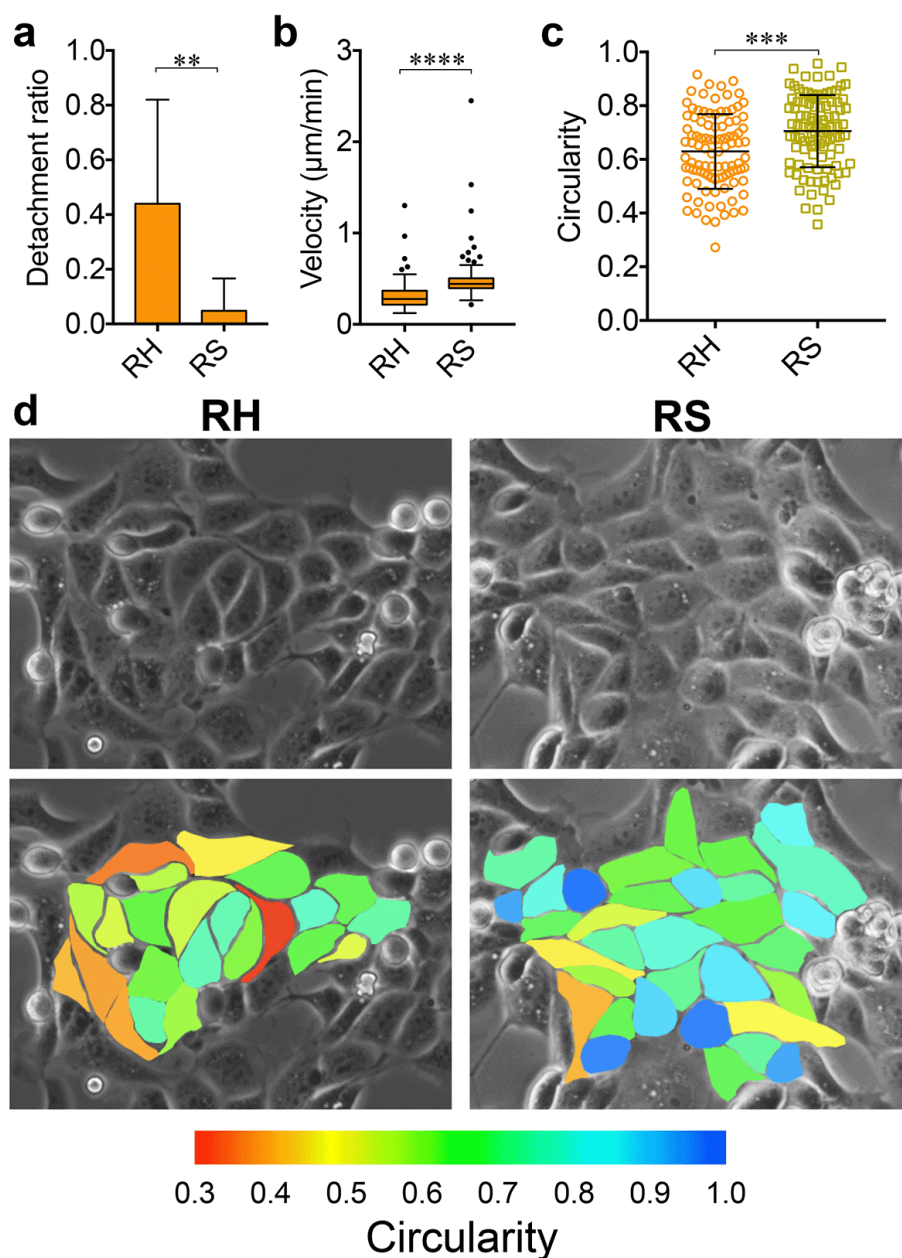 a
1.0
0.8
0.6
0.4
0.2
0.0
Detachment ratio
**
RH
RS
b
3
2
1
0
Velocity (µm/min)
****
RH
RS
c
1.0
0.8
0.6
0.4
0.2
0.0
Circularity
***
RH
RS
d
RH
RS
0.3 0.4 0.5 0.6 0.7 0.8 0.9 1.0
Circularity